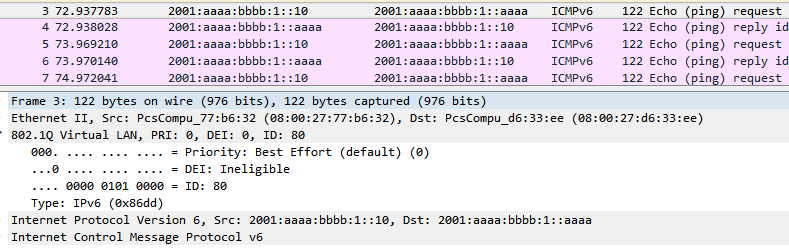 3 72.937783 2001:aaaa:bbbb:1::10 2001:aaaa:bbbb:1::aaaa ICMPv6 122 Echo (ping) request
4 72.938028 2001:aaaa:bbbb:1::aaaa 2001:aaaa:bbbb:1::10 ICMPv6 122 Echo (ping) reply id
5 73.969210 2001:aaaa:bbbb:1::10 2001:aaaa:bbbb:1::aaaa ICMPv6 122 Echo (ping) request
6 73.970140 2001:aaaa:bbbb:1::aaaa 2001:aaaa:bbbb:1::10 ICMPv6 122 Echo (ping) reply id
7 74.972041 2001:aaaa:bbbb:1::10 2001:aaaa:bbbb:1::aaaa ICMPv6 122 Echo (ping) request
Frame 3: 122 bytes on wire (976 bits), 122 bytes captured (976 bits)
Ethernet II, Src: PcsCompu_77:b6:32 (08:00:27:77:b6:32), Dst: PcsCompu_d6:33:ee (08:00:27:d6:33:ee)
802.1Q Virtual LAN, PRI: 0, DEI: 0, ID: 80
000. .... .... .... = Priority: Best Effort (default) (0)
...0 .... .... .... = DEI: Ineligible
.... 0000 0101 0000 = ID: 80
Type: IPv6 (0x86dd)
Internet Protocol Version 6, Src: 2001:aaaa:bbbb:1::10, Dst: 2001:aaaa:bbbb:1::aaaa
Internet Control Message Protocol v6